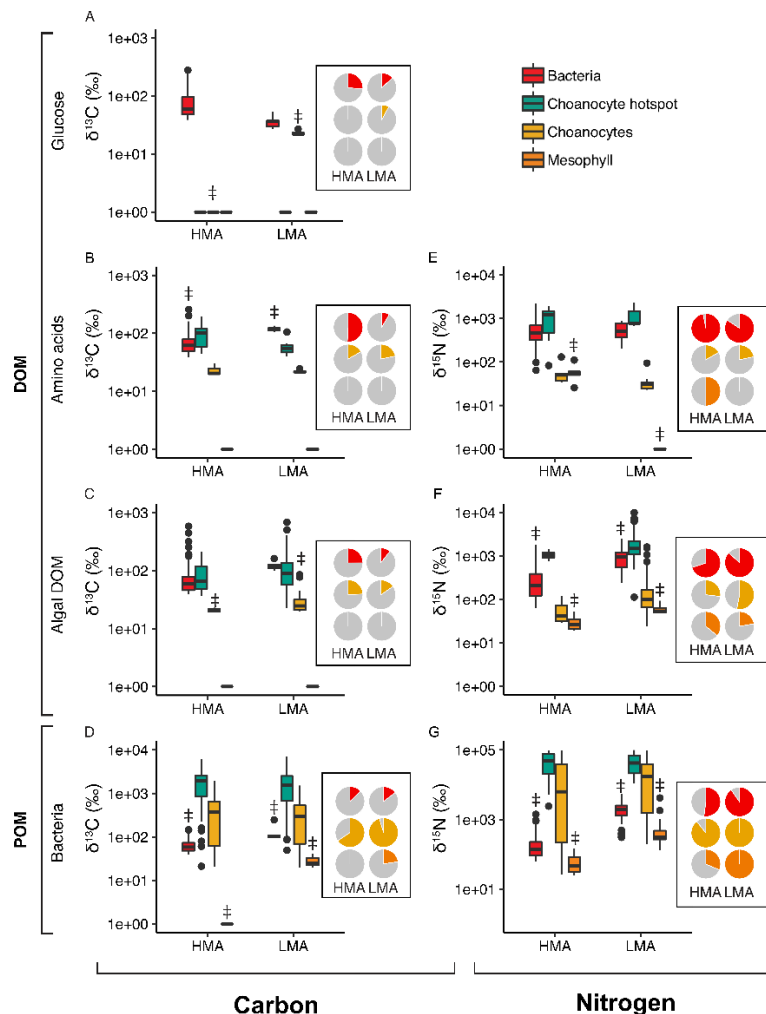 A
1e+03
1e+02
1e+01
1e+00
δ13C (‰)
‡
‡
HMA LMA
HMA
LMA
Bacteria
Choanocyte hotspot
Choanocytes
Mesophyll
Glucose
B
1e+03
1e+02
1e+01
1e+00
δ13C (‰)
‡
‡
HMA LMA
HMA
LMA
Amino acids
E
1e+04
1e+03
1e+02
1e+01
1e+00
δ15N (‰)
‡
‡
HMA LMA
HMA
LMA
DOM
C
1e+03
1e+02
1e+01
1e+00
δ13C (‰)
‡
‡
HMA LMA
HMA
LMA
Algal DOM
F
1e+04
1e+03
1e+02
1e+01
1e+00
δ15N (‰)
‡
‡
‡
‡
HMA LMA
HMA
LMA
D
1e+04
1e+03
1e+02
1e+01
1e+00
δ13C (‰)
‡
‡
‡
‡
HMA LMA
HMA
LMA
Bacteria
POM
G
1e+05
1e+03
1e+01
δ15N (‰)
‡
‡
‡
‡
HMA LMA
HMA
LMA
Carbon
Nitrogen